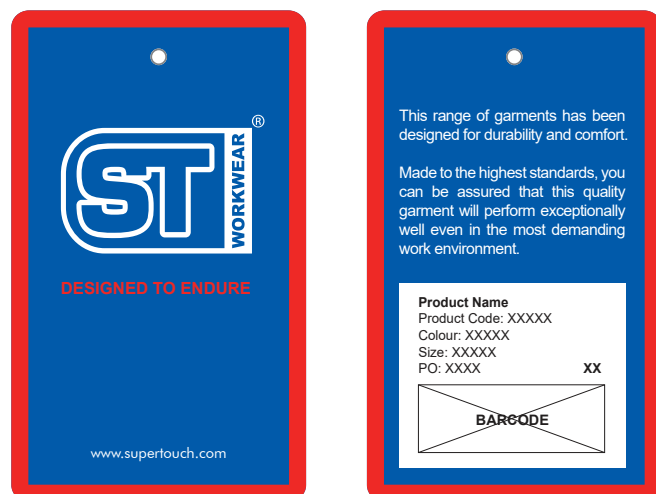 ®
ST
WORKWEAR
DESIGNED TO ENDURE
www.supertouch.com
This range of garments has been
designed for durability and comfort.
Made to the highest standards, you
can be assured that this quality
garment will perform exceptionally
well even in the most demanding
work environment.
Product Name
Product Code: XXXXX
Colour: XXXXX
Size: XXXXX
PO: XXXX XX
BARCODE